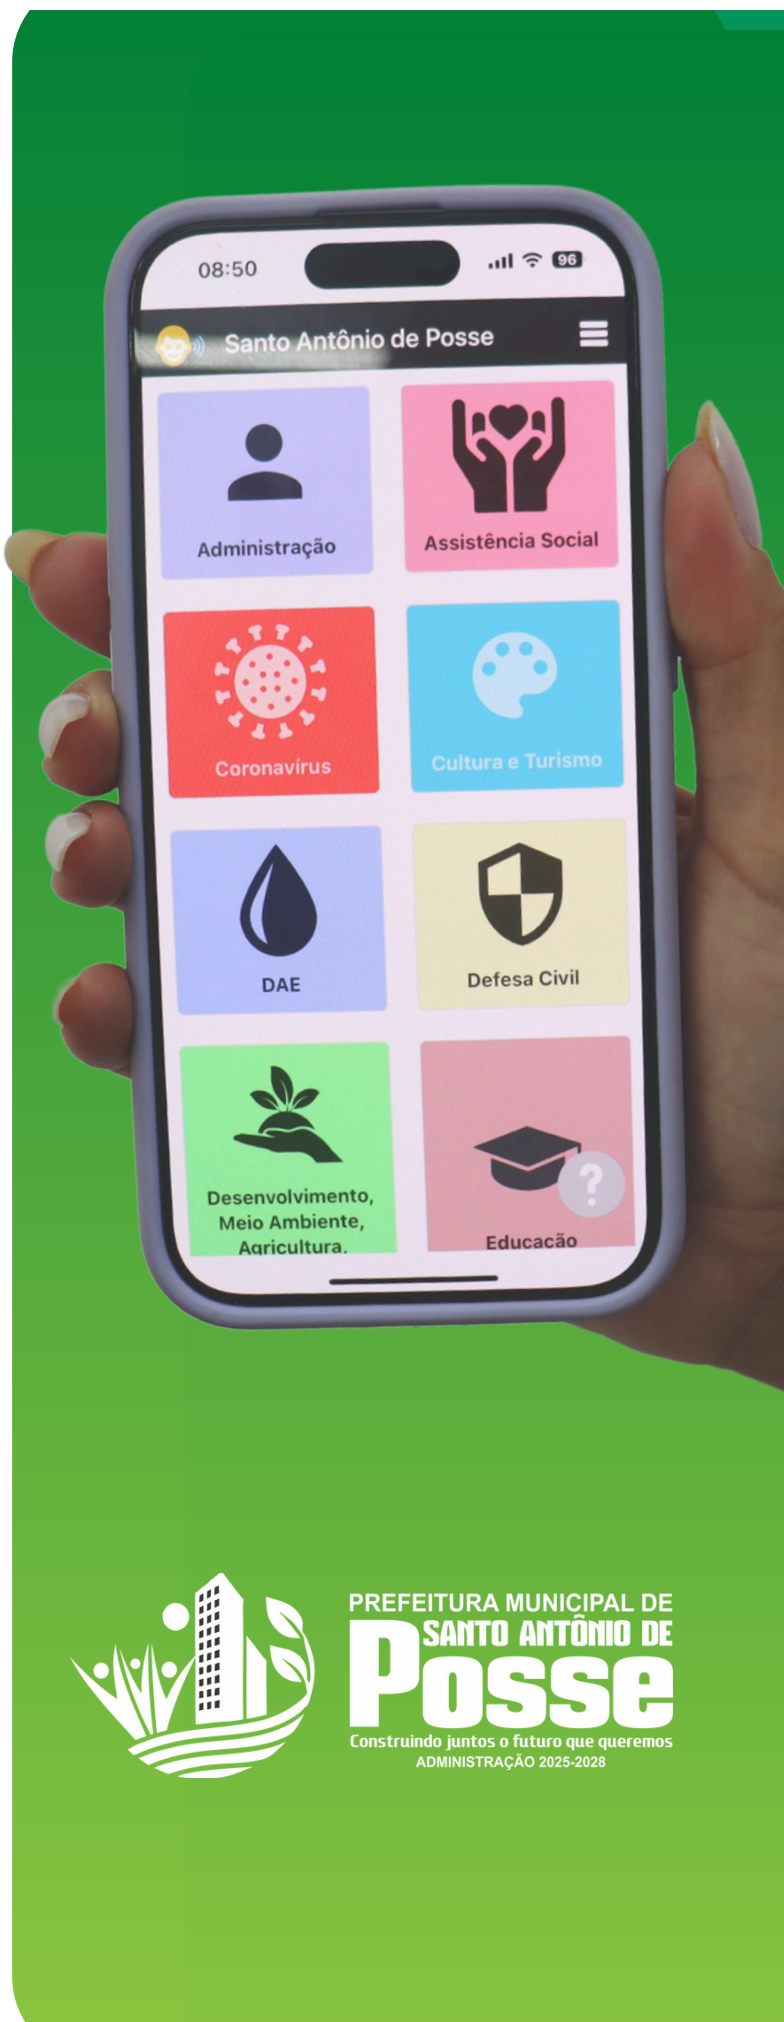 08:50
96
Santo Antônio de Posse
Administração
Assistência Social
Coronavírus
Cultura e Turismo
DAE
Defesa Civil
Desenvolvimento,
Meio Ambiente,
Agricultura,
Educação
?
PREFEITURA MUNICIPAL DE
SANTO ANTÔNIO DE
Posse
Construindo juntos o futuro que queremos
ADMINISTRAÇÃO 2025-2028